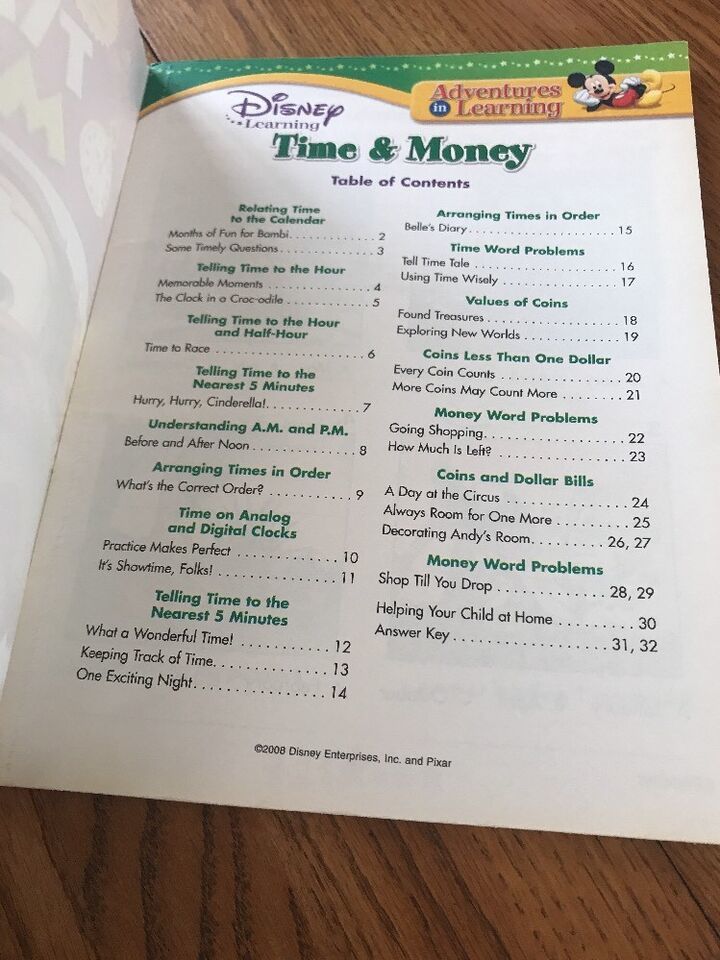 Disney
Learning
Adventures
in Learning
Time & Money
Table of Contents
Relating Time
to the Calendar
Months of Fun for Bambi. . . . . . . . . . . . 2
Some Timely Questions. . . . . . . . . . . . . 3
Telling Time to the Hour
Memorable Moments . . . . . . . . . . . . . . 4
The Clock in a Croc-odile . . . . . . . . . . . 5
Telling Time to the Hour
and Half-Hour
Time to Race . . . . . . . . . . . . . . . . . . . 6
Telling Time to the
Nearest 5 Minutes
Hurry, Hurry, Cinderella!. . . . . . . . . . . . 7
Understanding A.M. and P.M.
Before and After Noon . . . . . . . . . . . . . 8
Arranging Times in Order
What's the Correct Order? . . . . . . . . . . 9
Time on Analog
and Digital Clocks
Practice Makes Perfect . . . . . . . . . . . . 10
It's Showtime, Folks! . . . . . . . . . . . . . 11
Telling Time to the
Nearest 5 Minutes
What a Wonderful Time! . . . . . . . . . . . 12
Keeping Track of Time. . . . . . . . . . . . . 13
One Exciting Night. . . . . . . . . . . . . . . 14
Arranging Times in Order
Belle's Diary. . . . . . . . . . . . . . . . . . . 15
Time Word Problems
Tell Time Tale . . . . . . . . . . . . . . . . . . 16
Using Time Wisely . . . . . . . . . . . . . . . 17
Values of Coins
Found Treasures. . . . . . . . . . . . . . . . . 18
Exploring New Worlds . . . . . . . . . . . . . 19
Coins Less Than One Dollar
Every Coin Counts . . . . . . . . . . . . . . . 20
More Coins May Count More . . . . . . . . 21
Money Word Problems
Going Shopping. . . . . . . . . . . . . . . . . 22
How Much Is Left? . . . . . . . . . . . . . . . 23
Coins and Dollar Bills
A Day at the Circus . . . . . . . . . . . . . . 24
Always Room for One More . . . . . . . . . 25
Decorating Andy's Room. . . . . . . . . 26, 27
Money Word Problems
Shop Till You Drop . . . . . . . . . . . . . 28, 29
Helping Your Child at Home . . . . . . . . . 30
Answer Key . . . . . . . . . . . . . . . . . . 31, 32
©2008 Disney Enterprises, Inc. and Pixar